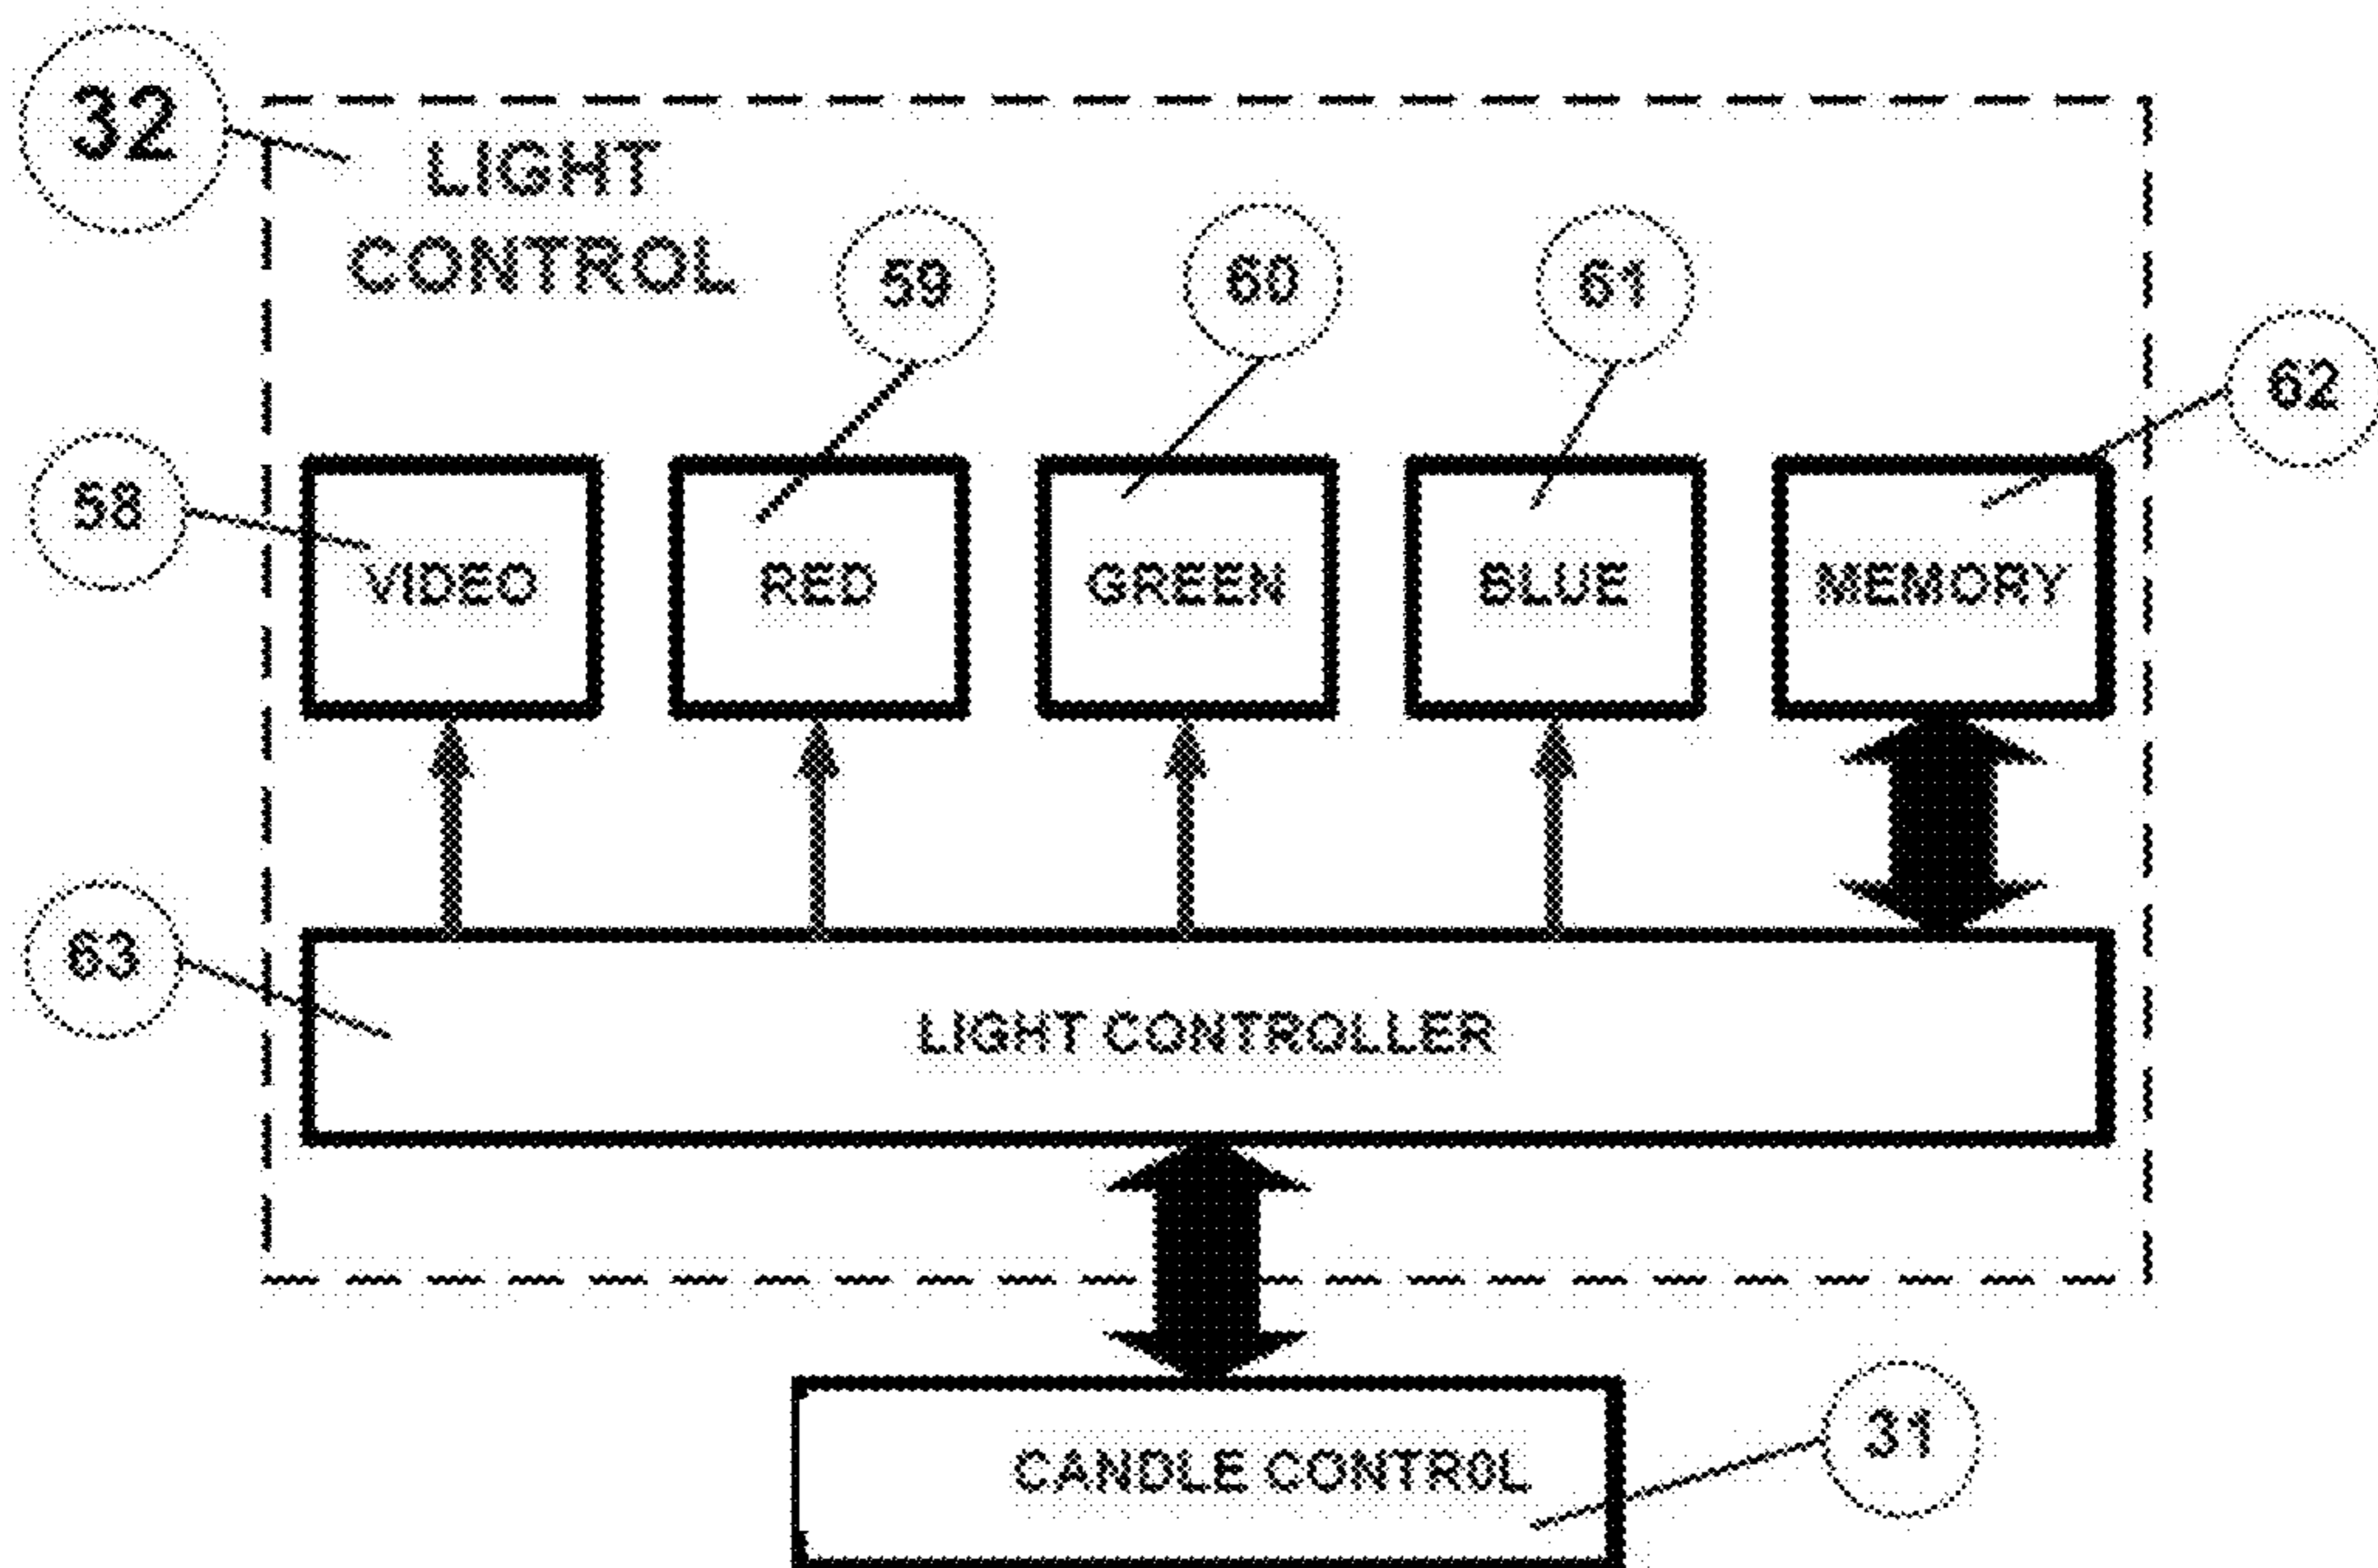 32
LIGHT
CONTROL
59
60
61
62
58
VIDEO
RED
GREEN
BLUE
MEMORY
63
LIGHT CONTROLLER
CANDLE CONTROL
31